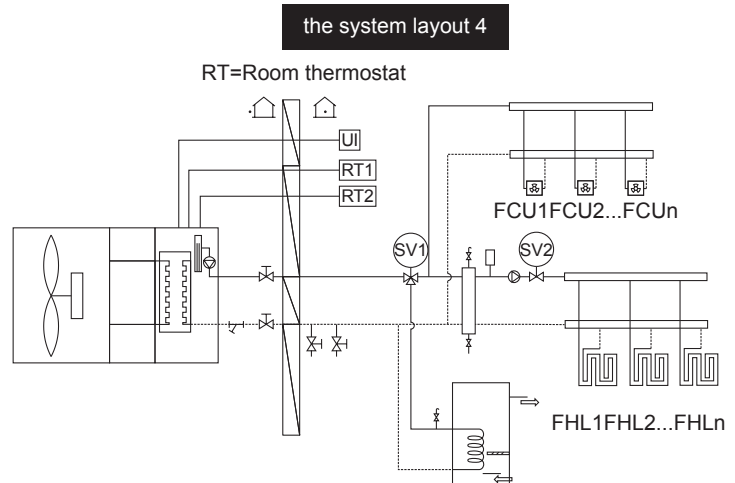 the system layout 4
RT=Room thermostat
UI
RT1
RT2
FCU1FCU2...FCUn
SV1
SV2
FHL1FHL2...FHLn